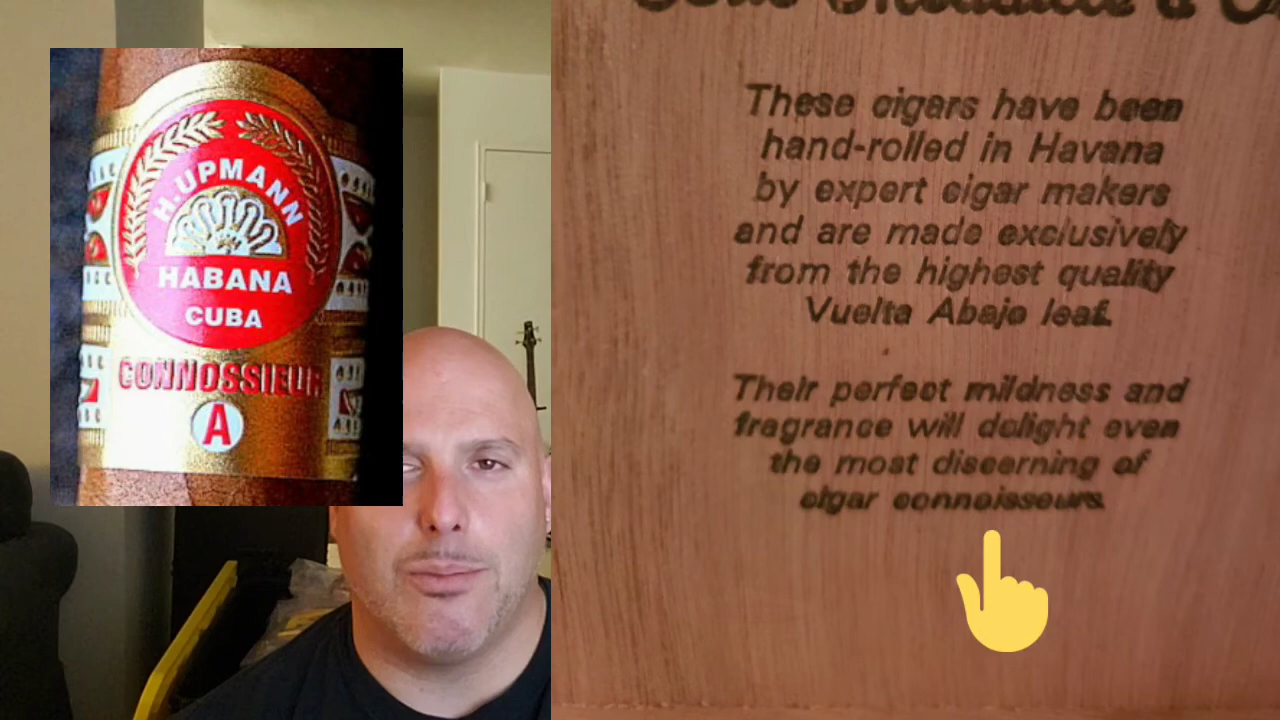 H. UPMANN
HABANA
CUBA
CONNOSSIEUR
A
These cigars have been
hand-rolled in Havana
by expert cigar makers
and are made exclusively
from the highest quality
Vuelta Abajo leaf.
Their perfect mildness and
fragrance will delight even
the most discerning of
cigar connoisseurs.